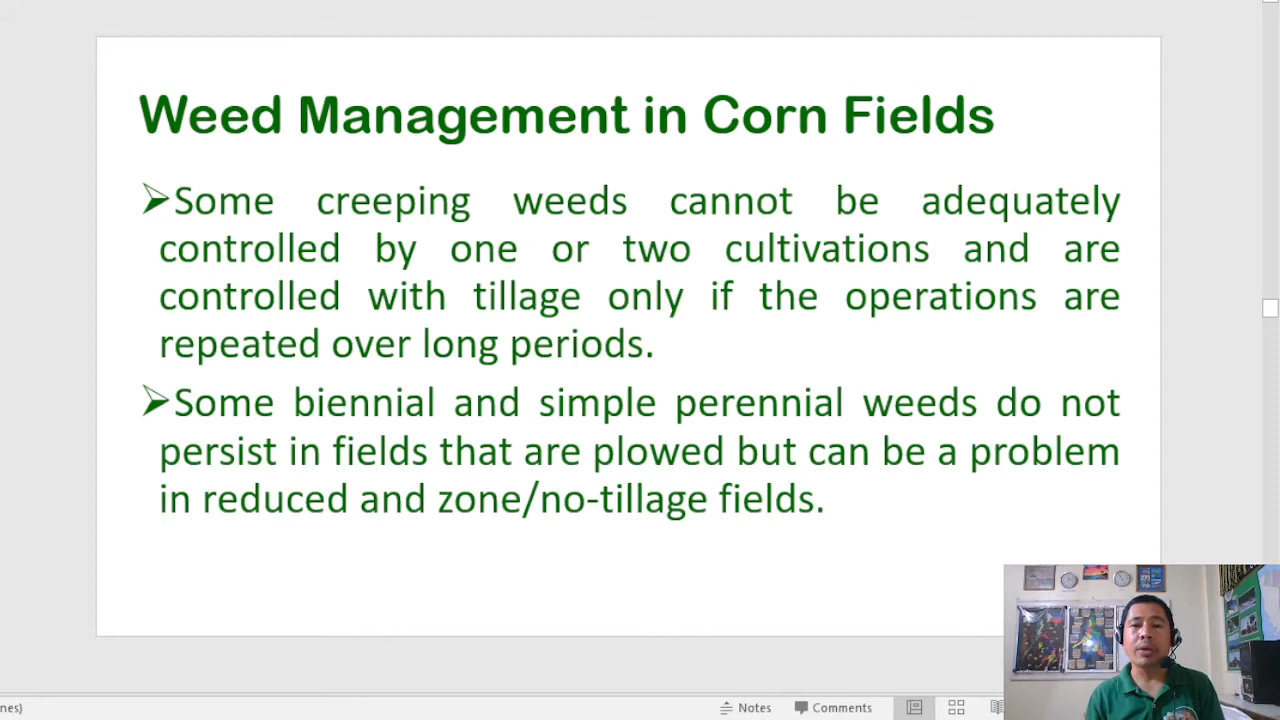 Weed Management in Corn Fields
➢Some creeping weeds cannot be adequately
controlled by one or two cultivations and are
controlled with tillage only if the operations are
repeated over long periods.
➢Some biennial and simple perennial weeds do not
persist in fields that are plowed but can be a problem
in reduced and zone/no-tillage fields.
nes) Notes Comments